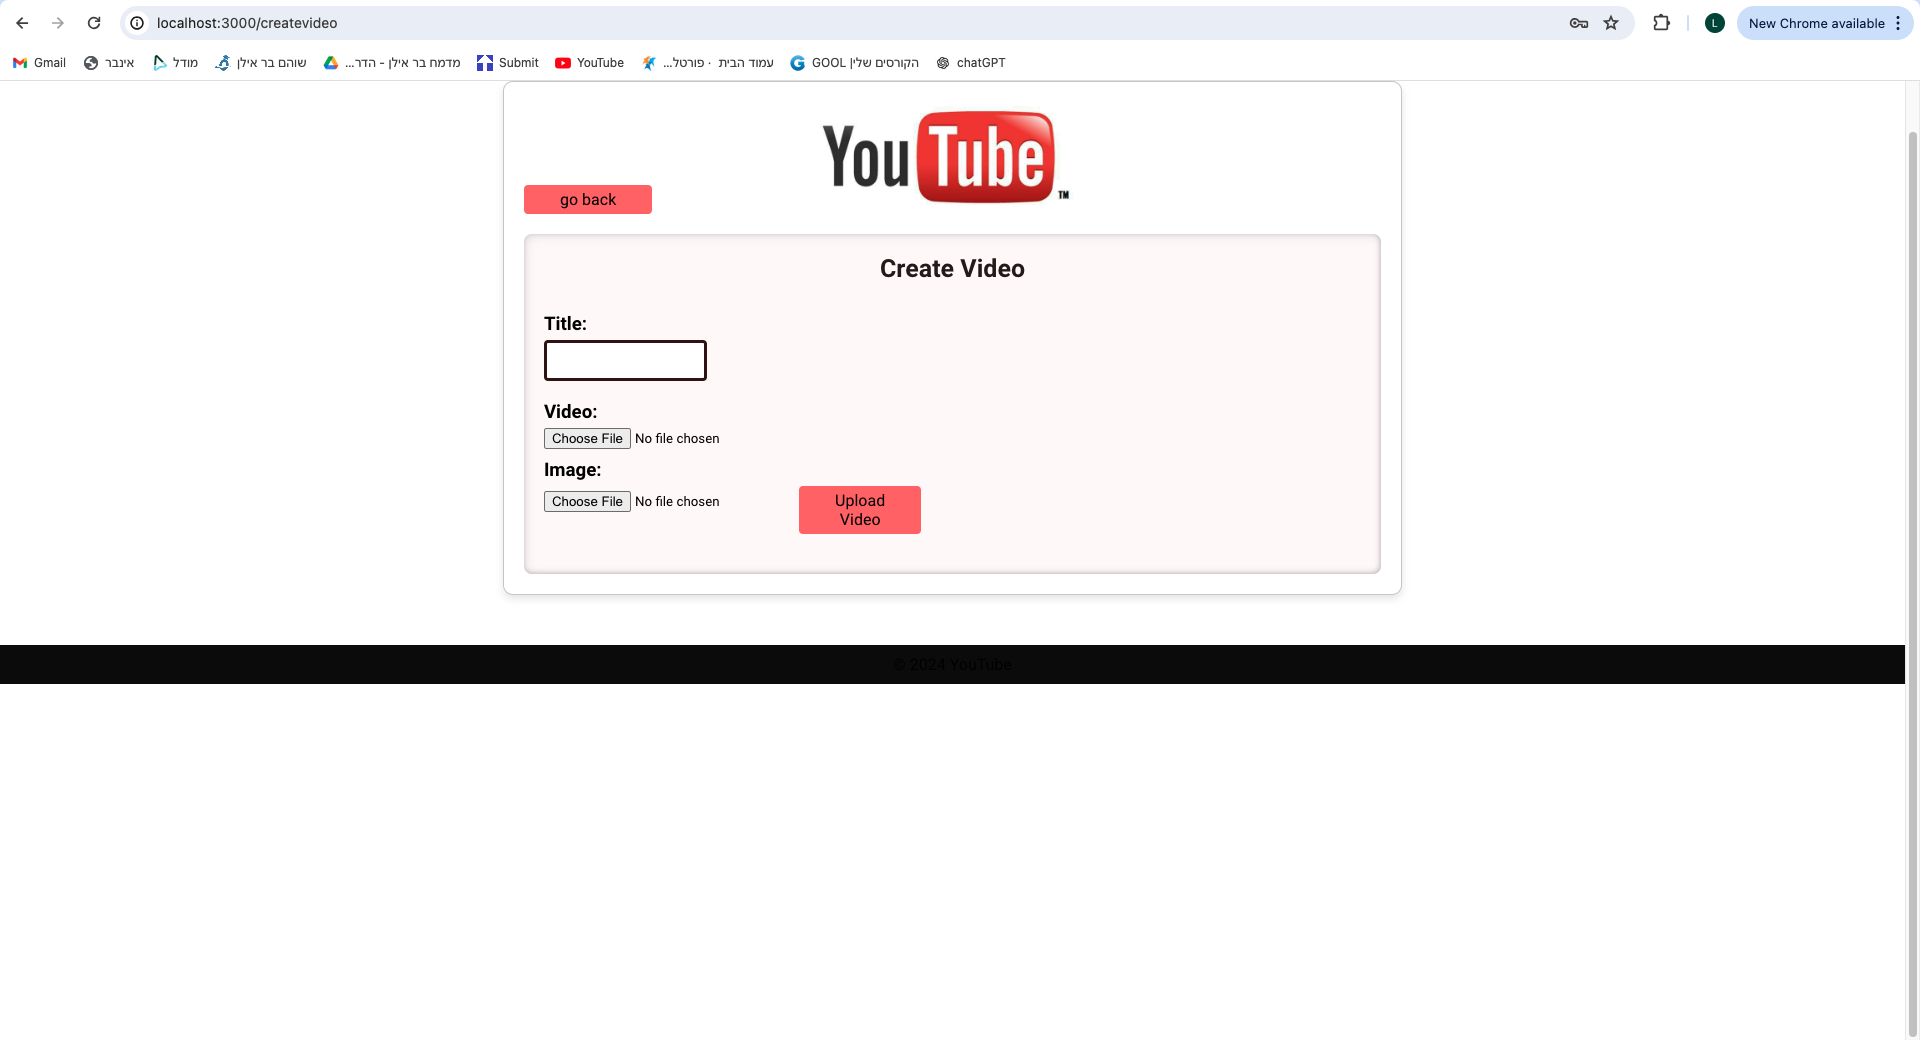 localhost:3000/createvideo
L
New Chrome available
Gmail
אינבר
מודל
שוהם בר אילן
מדמח בר אילן - הדר...
Submit
YouTube
עמוד הבית · פורטל...
GOOL |הקורסים שלי
chatGPT
YouTube™
go back
Create Video
Title:
Video:
Choose File No file chosen
Image:
Choose File No file chosen
Upload
Video
© 2024 YouTube